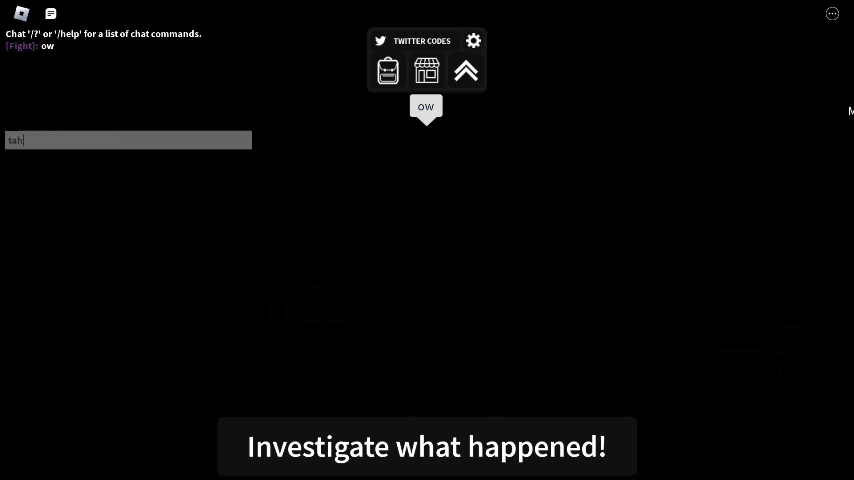 Chat '/?' or '/help' for a list of chat commands.
[Fight]: ow
TWITTER CODES
ow
tah
Investigate what happened!